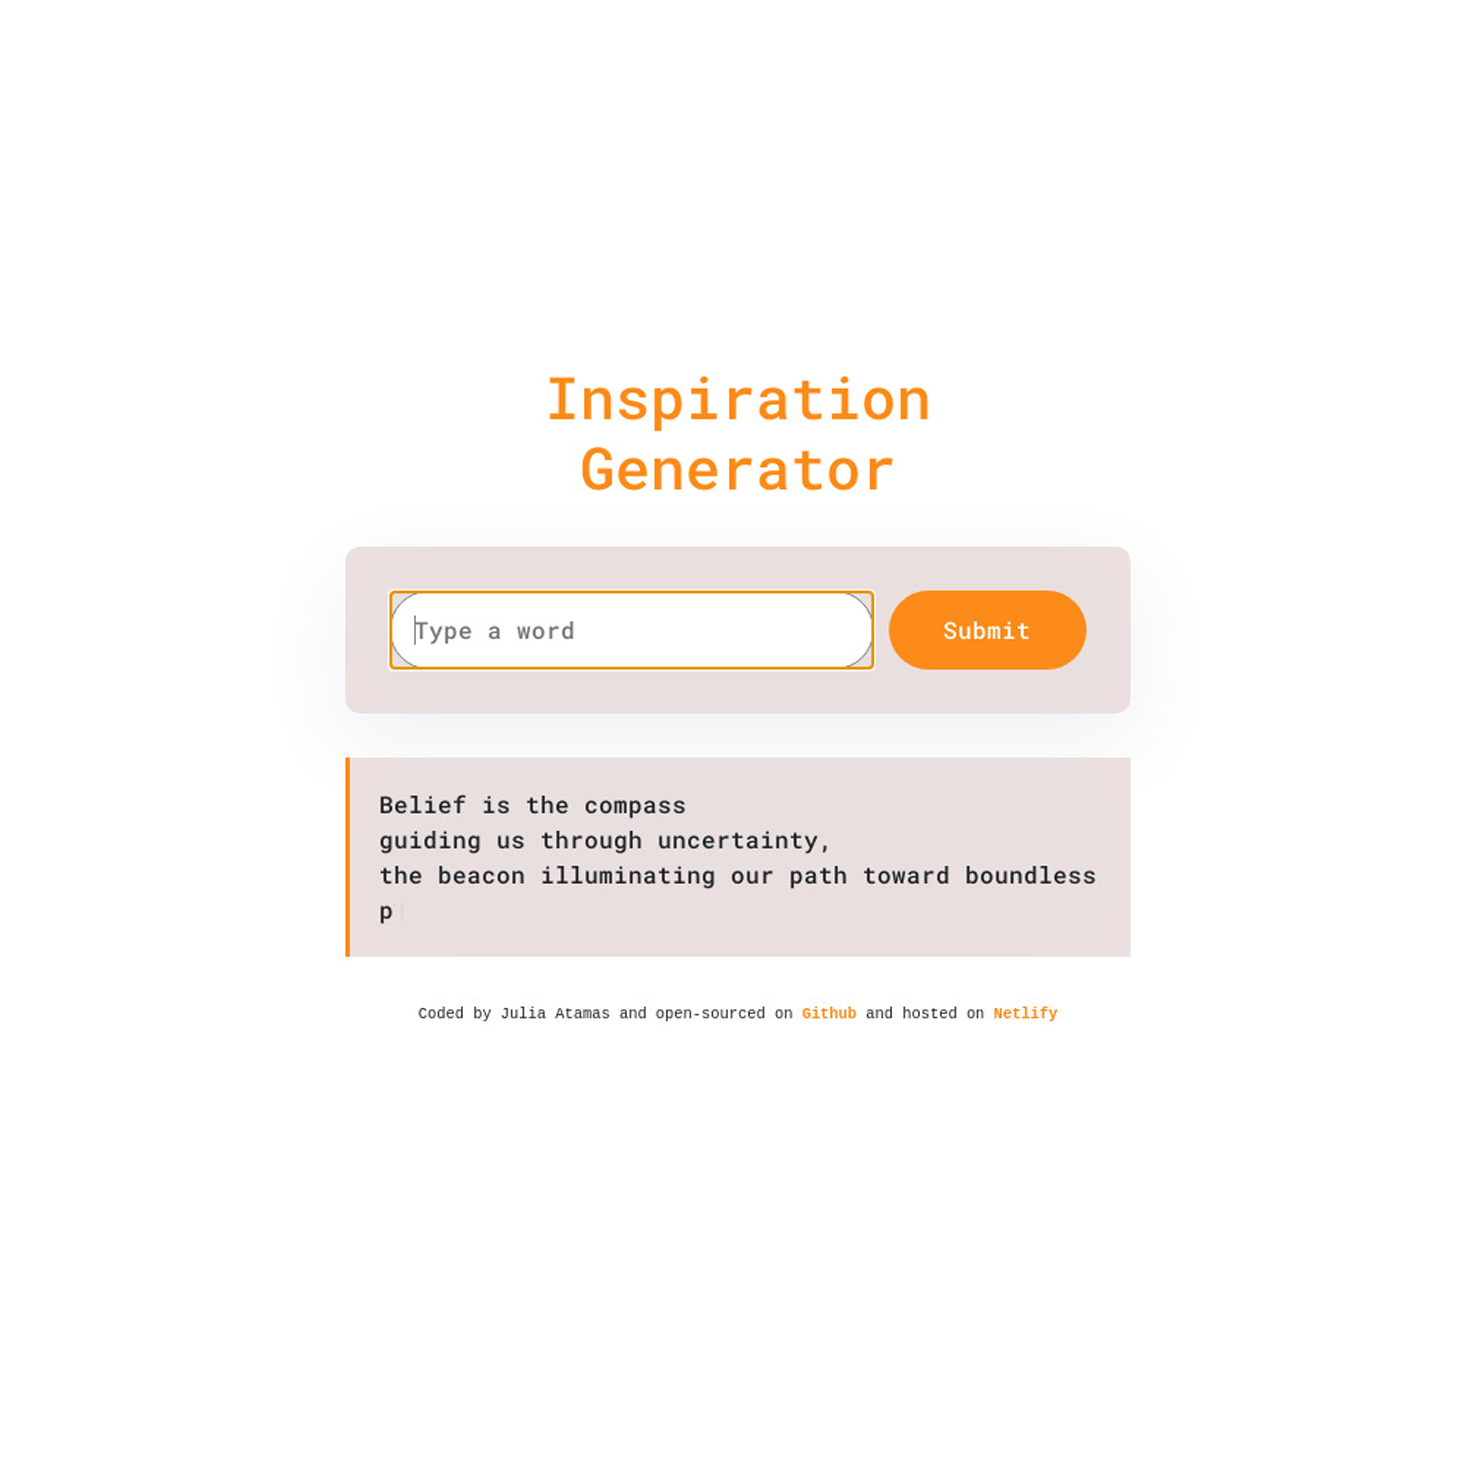 Inspiration
Generator
Type a word
Submit
Belief is the compass
guiding us through uncertainty,
the beacon illuminating our path toward boundless
p
Coded by Julia Atamas and open-sourced on Github and hosted on Netlify